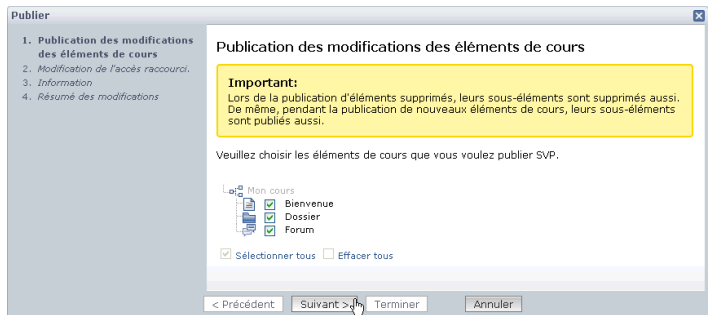 Publier
1. Publication des modifications
des éléments de cours
2. Modification de l'accès raccourci.
3. Information
4. Résumé des modifications
Publication des modifications des éléments de cours
Important:
Lors de la publication d'éléments supprimés, leurs sous-éléments sont supprimés aussi.
De même, pendant la publication de nouveaux éléments de cours, leurs sous-éléments
sont publiés aussi.
Veuillez choisir les éléments de cours que vous voulez publier SVP.
Mon cours
Bienvenue
Dossier
Forum
Sélectionner tous Effacer tous
< Précédent Suivant > Terminer Annuler